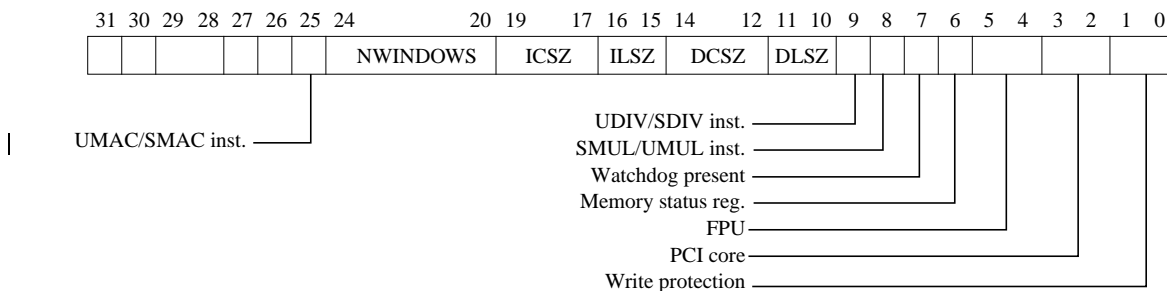 31 30 29 28 27 26 25 24 20 19 17 16 15 14 12 11 10 9 8 7 6 5 4 3 2 1 0
NWINDOWS ICSZ ILSZ DCSZ DLSZ
UDIV/SDIV inst.
UMAC/SMAC inst.
SMUL/UMUL inst.
Watchdog present
Memory status reg.
FPU
PCI core
Write protection